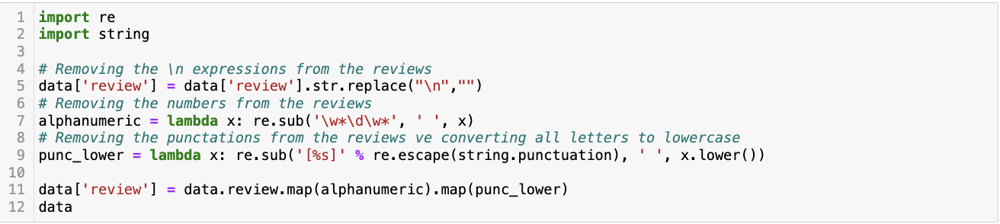 1 import re
2 import string
3
4 # Removing the \n expressions from the reviews
5 data['review'] = data['review'].str.replace("\n","")
6 # Removing the numbers from the reviews
7 alphanumeric = lambda x: re.sub('\w*\d\w*', ' ', x)
8 # Removing the punctations from the reviews ve converting all letters to lowercase
9 punc_lower = lambda x: re.sub('[%s]' % re.escape(string.punctuation), ' ', x.lower())
10
11 data['review'] = data.review.map(alphanumeric).map(punc_lower)
12 data